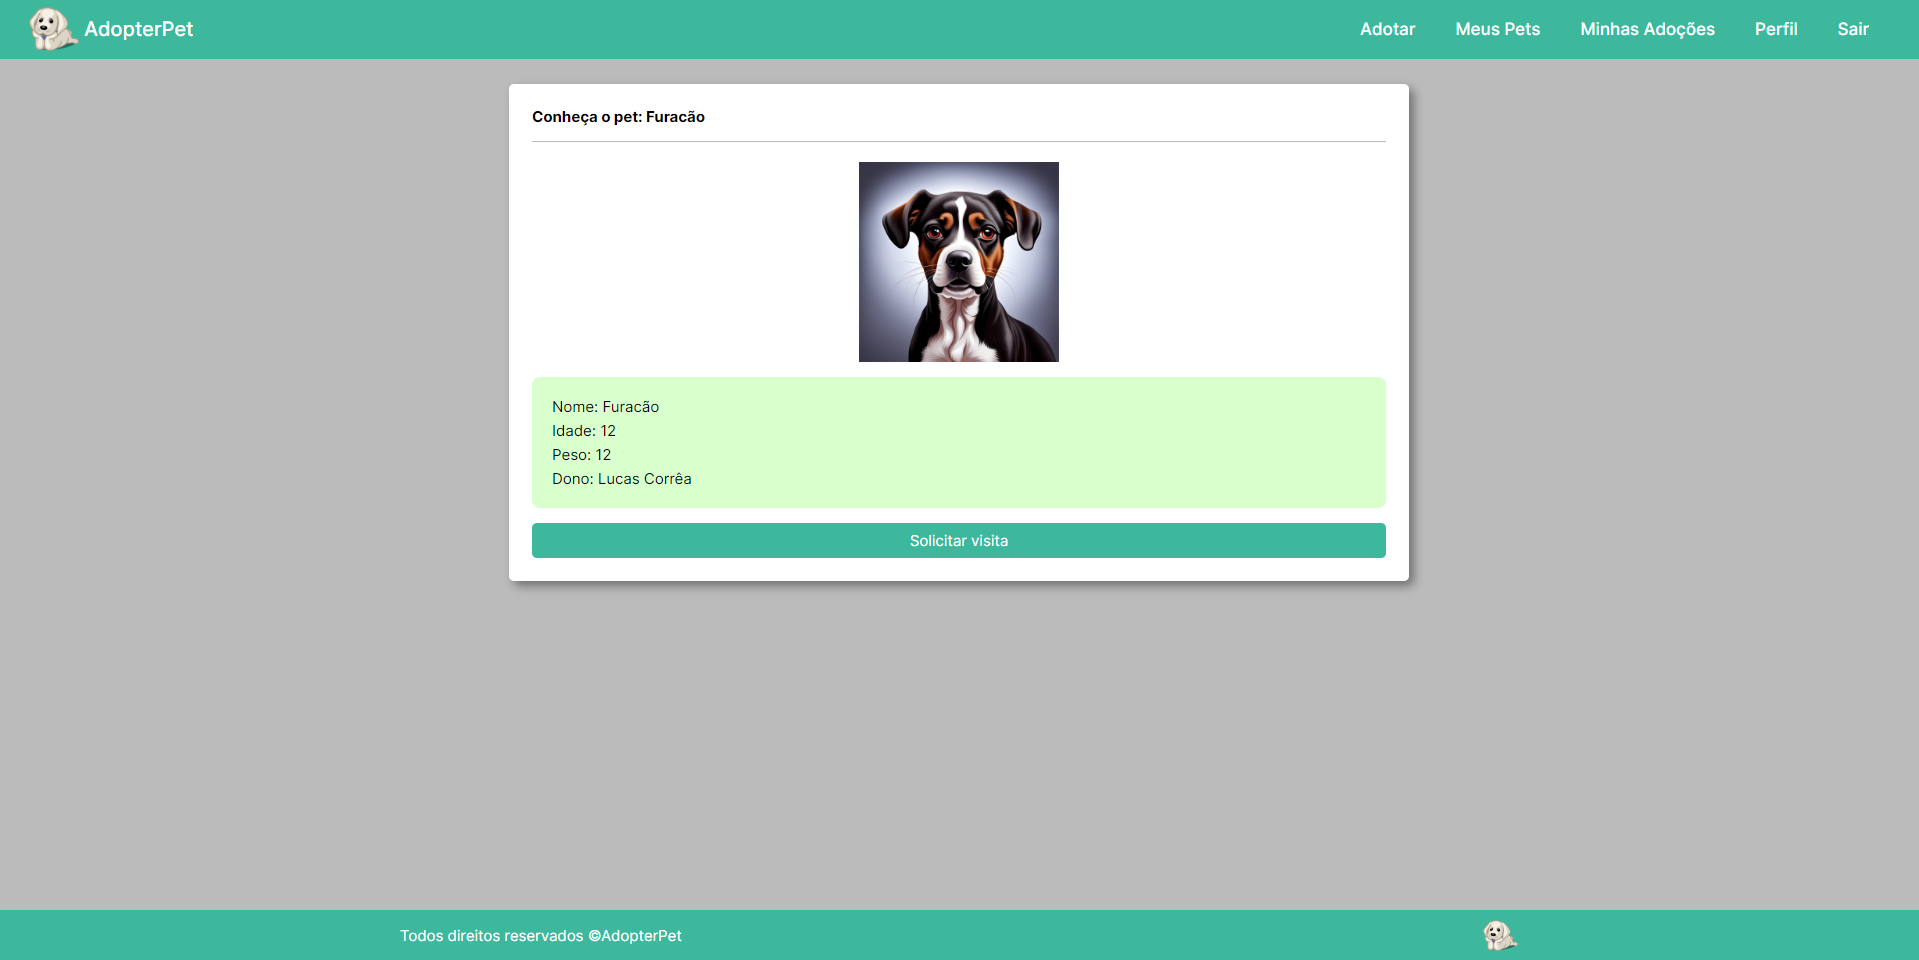 AdopterPet
Adotar
Meus Pets
Minhas Adoções
Perfil
Sair
Conheça o pet: Furacão
Nome: Furacão
Idade: 12
Peso: 12
Dono: Lucas Corrêa
Solicitar visita
Todos direitos reservados ©AdopterPet